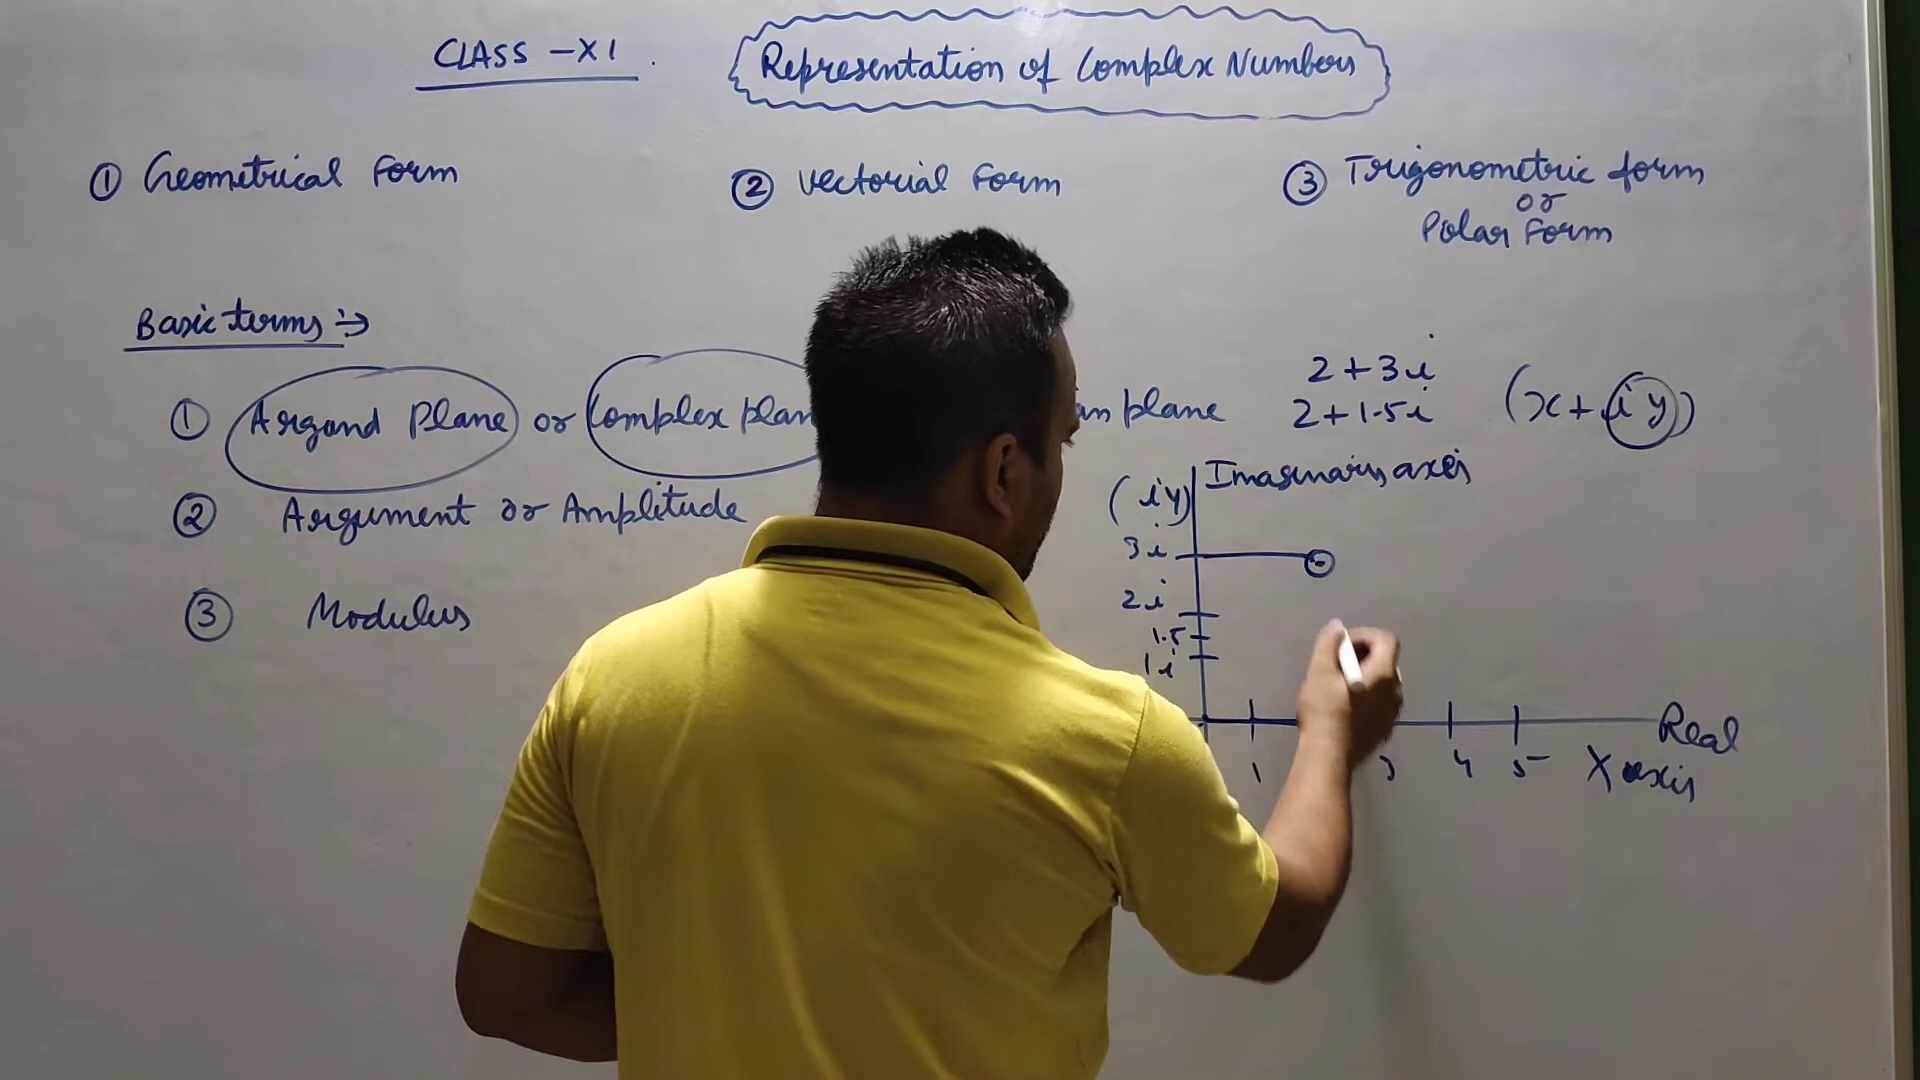 CLASS - XI.
Representation of Complex Numbers
① Geometrical Form
② Vectorial Form
③ Trigonometric form
or
Polar Form
Basic terms :→
① Argand Plane or Complex plan
plane
2+3i
2+1.5i
(x+iy)
② Argument or Amplitude
③ Modulus
(iy) Imaginary axis
3i
2i
1.5
1i
1 3 4 5
Real
X axis